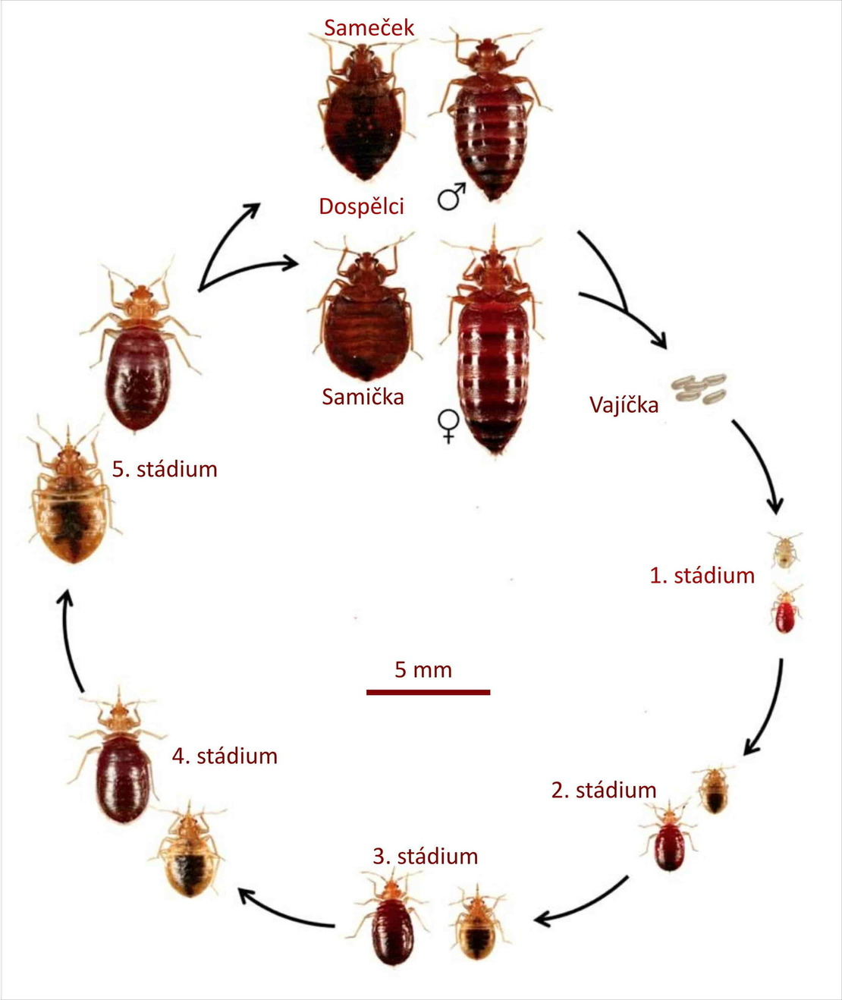 Sameček
Dospělci
♂
Samička
♀
Vajíčka
5. stádium
1. stádium
5 mm
4. stádium
2. stádium
3. stádium